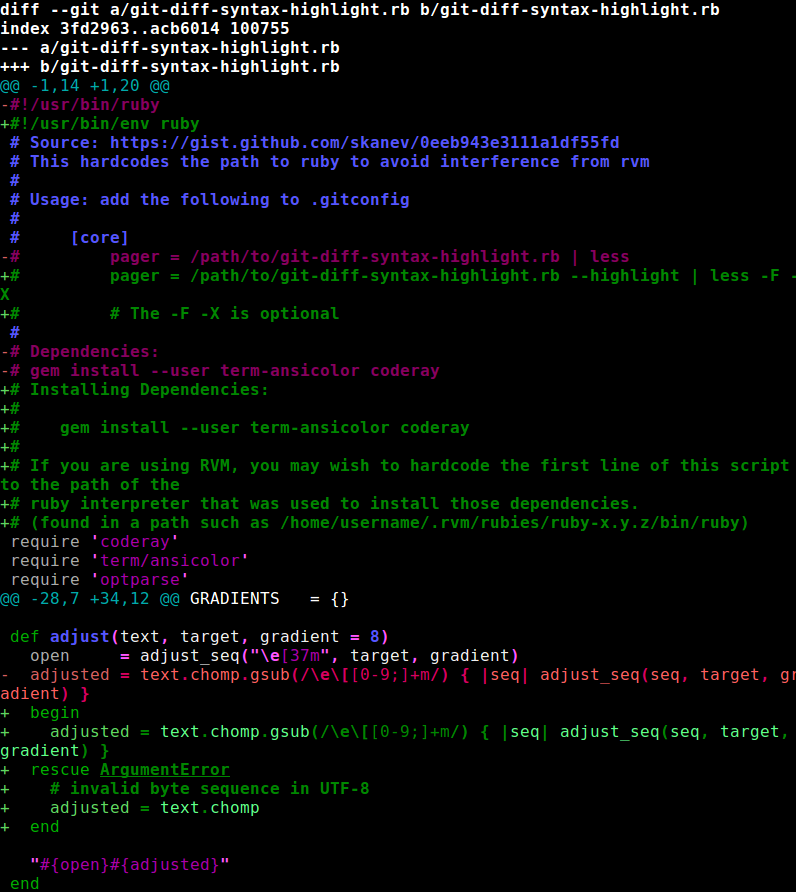 diff --git a/git-diff-syntax-highlight.rb b/git-diff-syntax-highlight.rb
index 3fd2963..acb6014 100755
--- a/git-diff-syntax-highlight.rb
+++ b/git-diff-syntax-highlight.rb
@@ -1,14 +1,20 @@
-#!/usr/bin/ruby
+#!/usr/bin/env ruby
 # Source: https://gist.github.com/skanev/0eeb943e3111a1df55fd
 # This hardcodes the path to ruby to avoid interference from rvm
 #
 # Usage: add the following to .gitconfig
 #
 #     [core]
-#         pager = /path/to/git-diff-syntax-highlight.rb | less
+#         pager = /path/to/git-diff-syntax-highlight.rb --highlight | less -F -
X
+#         # The -F -X is optional
 #
-# Dependencies:
-# gem install --user term-ansicolor coderay
+# Installing Dependencies:
+#
+#    gem install --user term-ansicolor coderay
+#
+# If you are using RVM, you may wish to hardcode the first line of this script
to the path of the
+# ruby interpreter that was used to install those dependencies.
+# (found in a path such as /home/username/.rvm/rubies/ruby-x.y.z/bin/ruby)
 require 'coderay'
 require 'term/ansicolor'
 require 'optparse'
@@ -28,7 +34,12 @@ GRADIENTS   = {}

 def adjust(text, target, gradient = 8)
   open     = adjust_seq("\e[37m", target, gradient)
-  adjusted = text.chomp.gsub(/\e\[[0-9;]+m/) { |seq| adjust_seq(seq, target, gr
adient) }
+  begin
+    adjusted = text.chomp.gsub(/\e\[[0-9;]+m/) { |seq| adjust_seq(seq, target,
gradient) }
+  rescue ArgumentError
+    # invalid byte sequence in UTF-8
+    adjusted = text.chomp
+  end

   "#{open}#{adjusted}"
 end